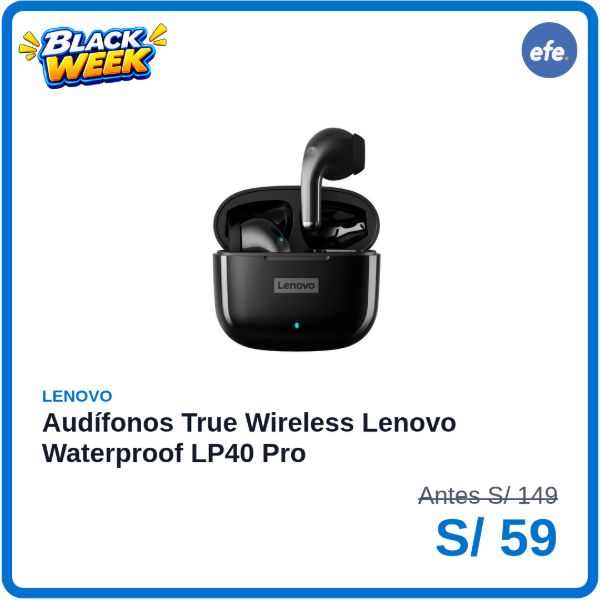 BLACK
WEEK
efe.
Lenovo
LENOVO
Audífonos True Wireless Lenovo
Waterproof LP40 Pro
Antes S/ 149
S/ 59